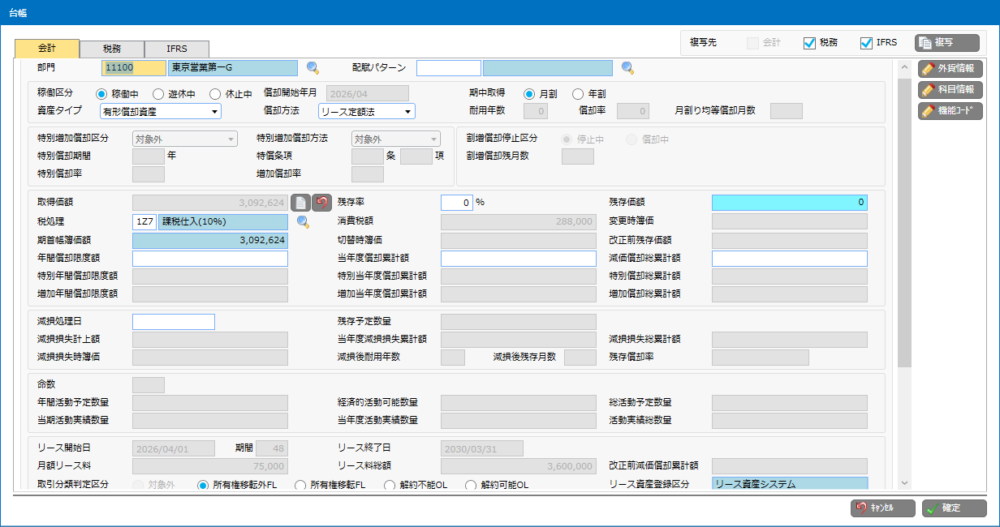 台帳
会計 税務 IFRS 複写先 会計 税務 IFRS 複写
部門 11100 東京営業第一G 配賦パターン 外貨情報
稼働区分 稼働中 遊休中 休止中 償却開始年月 2026/04 期中取得 月割 年割 科目情報
資産タイプ 有形償却資産 償却方法 リース定額法 耐用年数 0 償却率 0 月割り均等償却月数 機能ｺｰﾄﾞ
特別増加償却区分 対象外 特別増加償却方法 対象外 割増償却停止区分 停止中 償却中
特別償却期間 年 特償条項 条 項 割増償却残月数
特別償却率 増加償却率
取得価額 3,092,624 残存率 0 % 残存価額 0
税処理 1Z7 課税仕入(10%) 消費税額 288,000 変更時簿価
期首帳簿価額 3,092,624 切替時簿価 改正前残存価額
年間償却限度額 当年度償却累計額 減価償却総累計額
特別年間償却限度額 特別当年度償却累計額 特別償却総累計額
増加年間償却限度額 増加当年度償却累計額 増加償却総累計額
減損処理日 残存予定数量
減損損失計上額 当年度減損損失累計額 減損損失総累計額
減損損失時簿価 減損後耐用年数 減損後残存月数 残存償却率
命数
年間活動予定数量 経済的活動可能数量 総活動予定数量
当期活動実績数量 当年度活動実績数量 活動実績総数量
リース開始日 2026/04/01 期間 48 リース終了日 2030/03/31
月額リース料 75,000 リース料総額 3,600,000 改正前減価償却累計額
取引分類判定区分 対象外 所有権移転外FL 所有権移転FL 解約不能OL 解約可能OL リース資産登録区分 リース資産システム
ｷｬﾝｾﾙ 確定